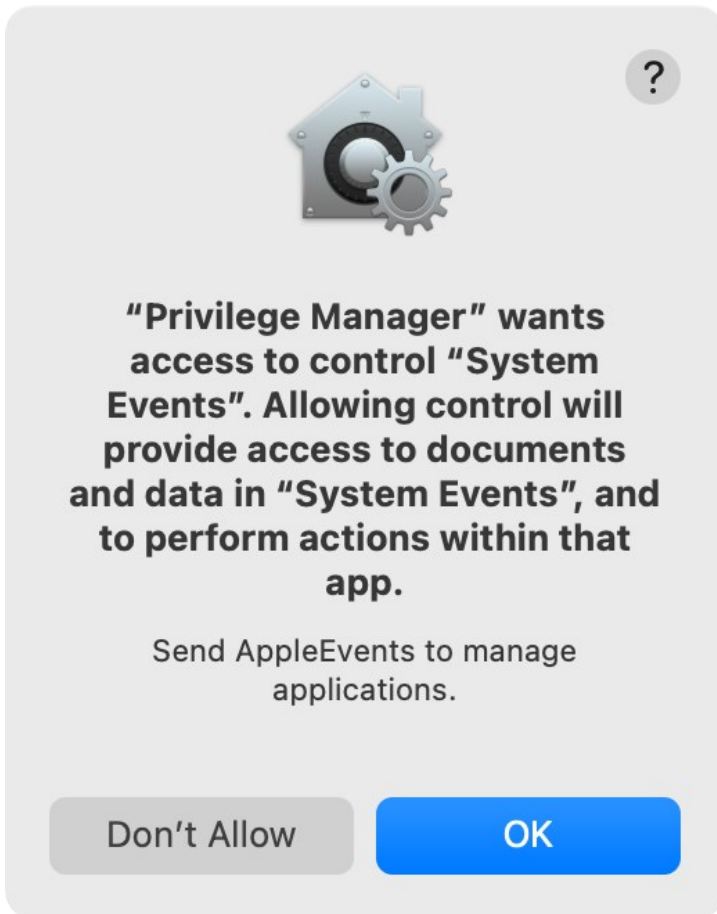 ?
“Privilege Manager” wants
access to control “System
Events”. Allowing control will
provide access to documents
and data in “System Events”, and
to perform actions within that
app.
Send AppleEvents to manage
applications.
Don’t Allow
OK